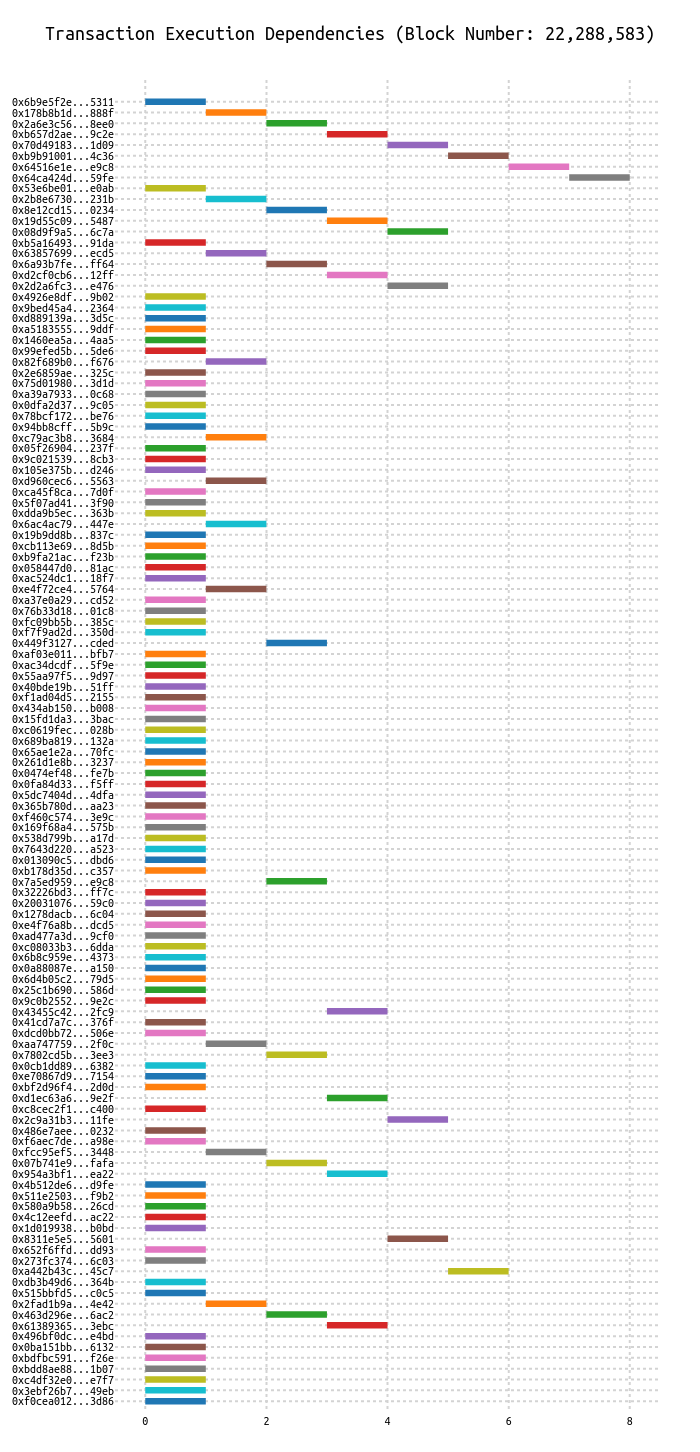 Transaction Execution Dependencies (Block Number: 22,288,583)
0x6b9e5f2e...5311
0x178b8b1d...888f
0x2a6e3c56...8ee0
0xb657d2ae...9c2e
0x70d49183...1d09
0xb9b91001...4c36
0x64516e1e...e9c8
0x64ca424d...59fe
0x53e6be01...e0ab
0x2b8e6730...231b
0x8e12cd15...0234
0x19d55c09...5487
0x08d9f9a5...6c7a
0xb5a16493...91da
0x63857699...ecd5
0x6a93b7fe...ff64
0xd2cf0cb6...12ff
0x2d2a6fc3...e476
0x4926e8df...9b02
0x9bed45a4...2364
0xd889139a...3d5c
0xa5183555...9ddf
0x1460ea5a...4aa5
0x99efed5b...5de6
0x82f689b0...f676
0x2e6859ae...325c
0x75d01980...3d1d
0xa39a7933...0c68
0x0dfa2d37...9c05
0x78bcf172...be76
0x94bb8cff...5b9c
0xc79ac3b8...3684
0x05f26904...237f
0x9c021539...8cb3
0x105e375b...d246
0xd960cec6...5563
0xca45f8ca...7d0f
0x5f07ad41...3f90
0xdda9b5ec...363b
0x6ac4ac79...447e
0x19b9dd8b...837c
0xcb113e69...8d5b
0xb9fa21ac...f23b
0x058447d0...81ac
0xac524dc1...18f7
0xe4f72ce4...5764
0xa37e0a29...cd52
0x76b33d18...01c8
0xfc09bb5b...385c
0xf7f9ad2d...350d
0x449f3127...cded
0xaf03e011...bfb7
0xac34dcdf...5f9e
0x55aa97f5...9d97
0x40bde19b...51ff
0xf1ad04d5...2155
0x434ab150...b008
0x15fd1da3...3bac
0xc0619fec...028b
0x689ba819...132a
0x65ae1e2a...70fc
0x261d1e8b...3237
0x0474ef48...fe7b
0x0fa84d33...f5ff
0x5dc7404d...4dfa
0x365b780d...aa23
0xf460c574...3e9c
0x169f68a4...575b
0x538d799b...a17d
0x7643d220...a523
0x013090c5...dbd6
0xb178d35d...c357
0x7a5ed959...e9c8
0x32226bd3...ff7c
0x20031076...59c0
0x1278dacb...6c04
0xe4f76a8b...dcd5
0xad477a3d...9cf0
0xc08033b3...6dda
0x6b8c959e...4373
0x0a88087e...a150
0x6d4b05c2...79d5
0x25c1b690...586d
0x9c0b2552...9e2c
0x43455c42...2fc9
0x41cd7a7c...376f
0xdcd0bb72...506e
0xaa747759...2f0c
0x7802cd5b...3ee3
0x0cb1dd89...6382
0xe70867d9...7154
0xbf2d96f4...2d0d
0xd1ec63a6...9e2f
0xc8cec2f1...c400
0x2c9a31b3...11fe
0x486e7aee...0232
0xf6aec7de...a98e
0xfcc95ef5...3448
0x07b741e9...fafa
0x954a3bf1...ea22
0x4b512de6...d9fe
0x511e2503...f9b2
0x580a9b58...26cd
0x4c12eefd...ac22
0x1d019938...b0bd
0x8311e5e5...5601
0x652f6ffd...dd93
0x273fc374...6c03
0xa442b43c...45c7
0xdb3b49d6...364b
0x515bbfd5...c0c5
0x2fad1b9a...4e42
0x463d296e...6ac2
0x61389365...3ebc
0x496bf0dc...e4bd
0x0ba151bb...6132
0xbdfbc591...f26e
0xbdd8ae88...1b07
0xc4df32e0...e7f7
0x3ebf26b7...49eb
0xf0cea012...3d86
0 2 4 6 8